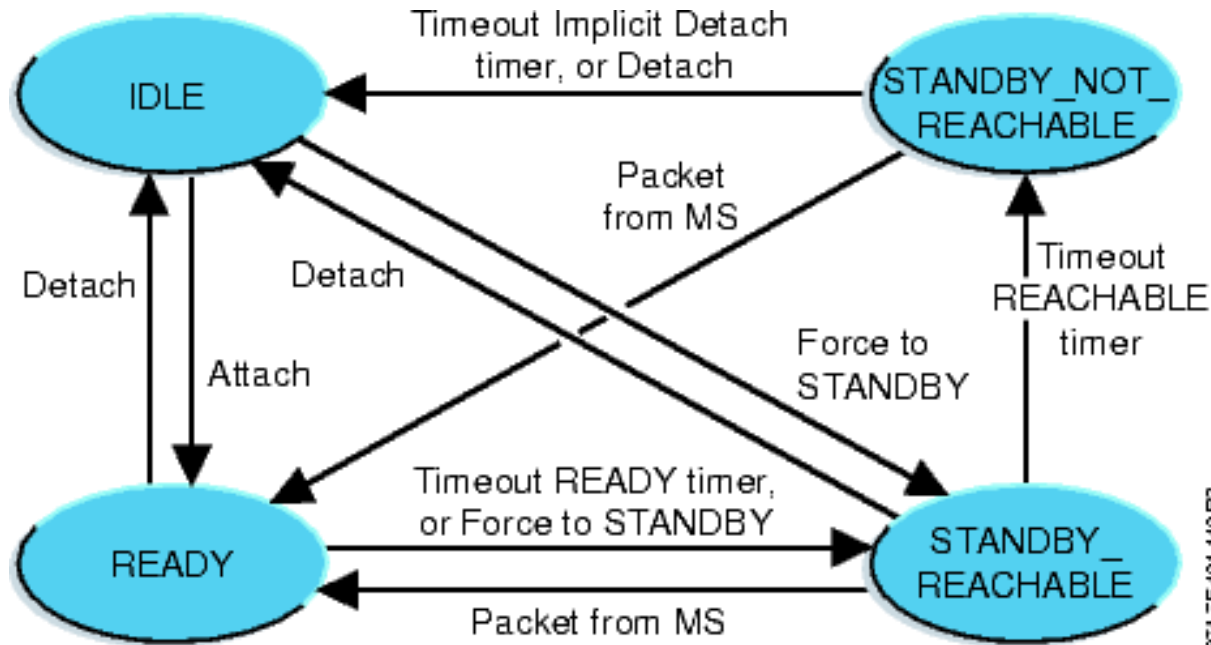 Timeout Implicit Detach
timer, or Detach
IDLE
STANDBY_NOT_
REACHABLE
Packet
from MS
Detach
Detach
Timeout
REACHABLE
timer
Force to
STANDBY
Attach
Timeout READY timer,
or Force to STANDBY
READY
STANDBY_
REACHABLE
Packet from MS